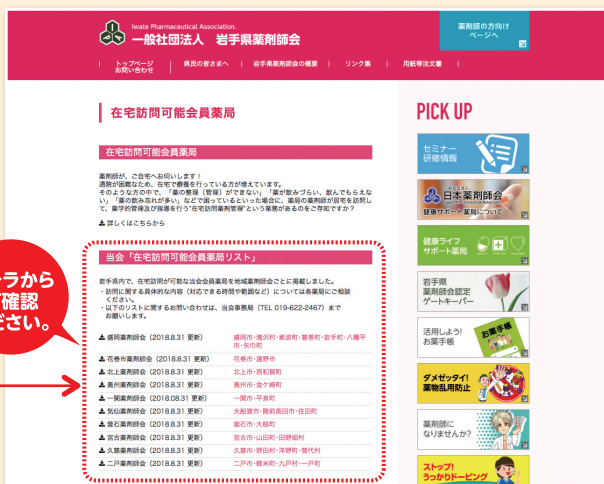 Iwate Pharmaceutical Association.
一般社団法人 岩手県薬剤師会
薬剤師の方向け
ページへ
トップページ
お問い合わせ
県民の皆さまへ
岩手県薬剤師会の概要
リンク集
用紙等注文書
在宅訪問可能会員薬局
在宅訪問可能会員薬局
薬剤師が、ご自宅へお伺いします!
通院が困難なため、在宅で療養を行っている方が増えています。
そのような方の中で、「薬の整理(管理)ができない」「薬が飲みづらい、飲んでもらえな
い」「薬の飲み忘れが多い」などで困っているといった場合に、薬局の薬剤師が居宅を訪問し
て、薬学的管理及び指導を行う"在宅訪問薬剤管理"という業務があるのをご存知ですか?
詳しくはこちらから
当会「在宅訪問可能会員薬局リスト」
岩手県内で、在宅訪問が可能な当会会員薬局を地域薬剤師会ごとに掲載しました。
・訪問に関する具体的な内容(対応できる時間や範囲など)については各薬局にご相談
ください。
・以下のリストに関するお問い合わせは、当会事務局(TEL 019-622-2467)まで
お願いします。
盛岡薬剤師会(2018.8.31 更新) 盛岡市・滝沢村・紫波町・葛巻町・岩手町・八幡平
市・矢巾町
花巻市薬剤師会(2018.8.31 更新) 花巻市・遠野市
北上薬剤師会(2018.8.31 更新) 北上市・西和賀町
奥州薬剤師会(2018.8.31 更新) 奥州市・金ケ崎町
一関薬剤師会(2018.08.31 更新) 一関市・平泉町
気仙薬剤師会(2018.8.31 更新) 大船渡市・陸前高田市・住田町
釜石薬剤師会(2018.8.31 更新) 釜石市・大槌町
宮古薬剤師会(2018.8.31 更新) 宮古市・山田町・田野畑村
久慈薬剤師会(2018.8.31 更新) 久慈市・野田村・洋野町・普代村
二戸薬剤師会(2018.8.31 更新) 二戸市・軽米町・九戸村・一戸町
チラから
確認
ださい。
PICK UP
セミナー
研修情報
日本薬剤師会
健康サポート薬局について
健康ライフ
サポート薬局
岩手県
薬剤師会認定
ゲートキーパー
活用しよう!
お薬手帳
お薬手帳
ダメゼッタイ!
薬物乱用防止
薬剤師に
なりませんか?
ストップ!
うっかりドーピング